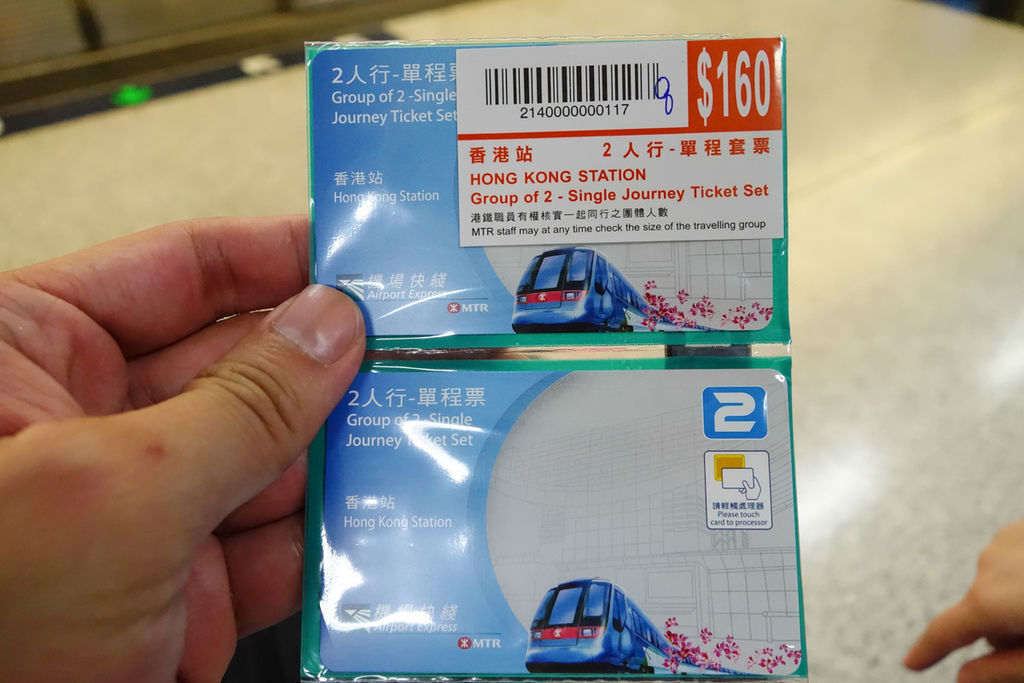 2人行-單程票
Group of 2 -Single
Journey Ticket Set
香港站
Hong Kong Station
機場快綫
Airport Express
MTR
2140000000117
$160
香港站 2人行-單程套票
HONG KONG STATION
Group of 2 - Single Journey Ticket Set
港鐵職員有權核實一起同行之團體人數
MTR staff may at any time check the size of the travelling group
2人行-單程票
Group of 2 -Single
Journey Ticket Set
香港站
Hong Kong Station
機場快綫
Airport Express
MTR
2
請輕觸處理器
Please touch
card to processor